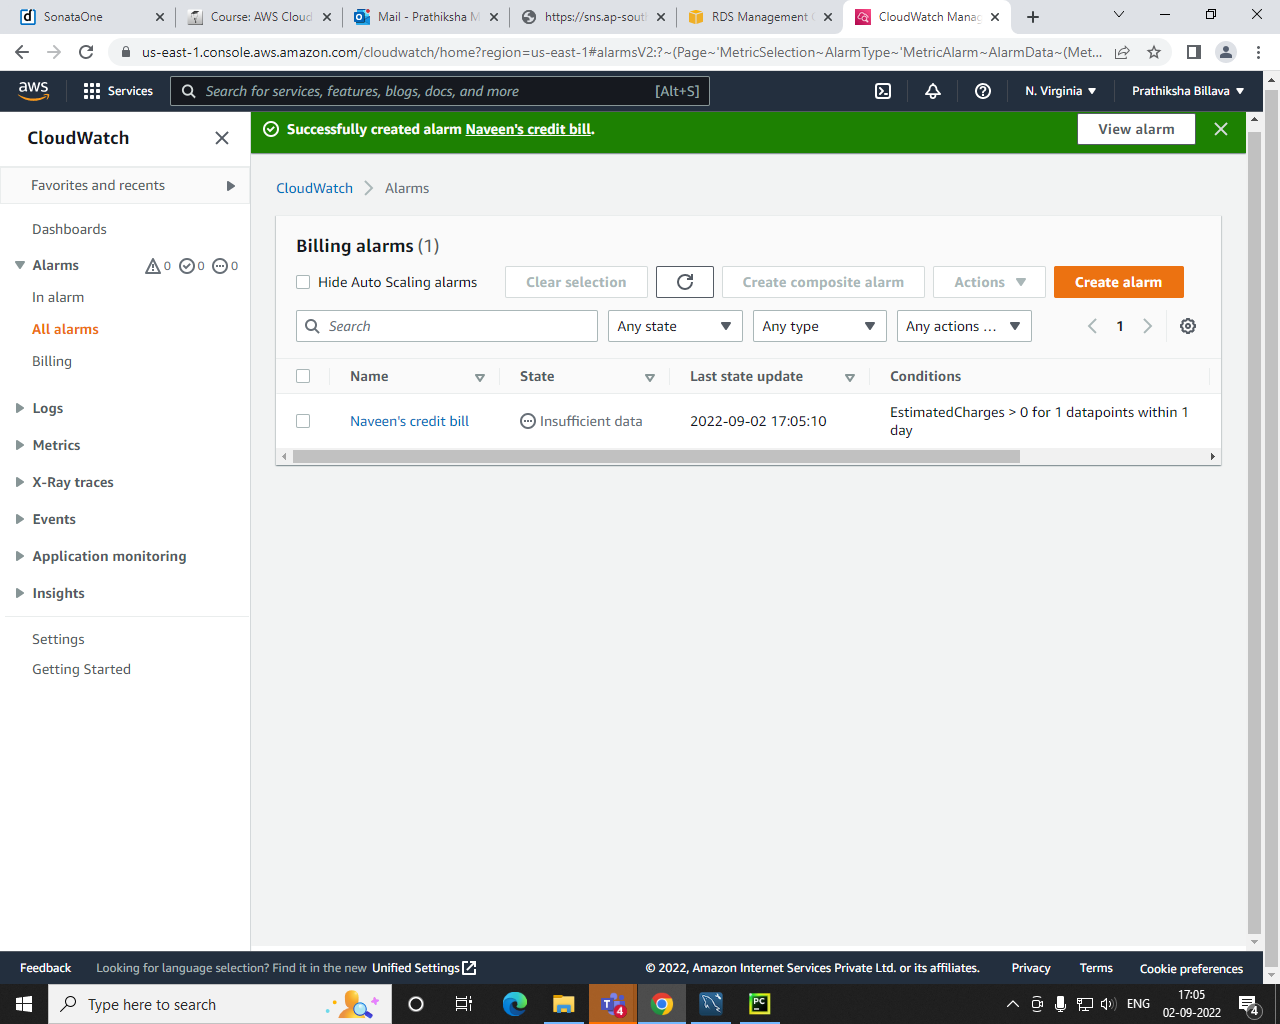 SonataOne
Course: AWS Cloud
Mail - Prathiksha M
https://sns.ap-sout
RDS Management
CloudWatch Manag
us-east-1.console.aws.amazon.com/cloudwatch/home?region=us-east-1#alarmsV2:?~(Page~'MetricSelection~AlarmType~'MetricAlarm~AlarmData~(Met...
aws
Services
Search for services, features, blogs, docs, and more [Alt+S]
N. Virginia
Prathiksha Billava
CloudWatch
Favorites and recents
Dashboards
Alarms 0 0 0
In alarm
All alarms
Billing
Logs
Metrics
X-Ray traces
Events
Application monitoring
Insights
Settings
Getting Started
Successfully created alarm Naveen's credit bill.
View alarm
CloudWatch Alarms
Billing alarms (1)
Hide Auto Scaling alarms
Clear selection
Create composite alarm
Actions
Create alarm
Search
Any state
Any type
Any actions ...
1
Name State Last state update Conditions
Naveen's credit bill Insufficient data 2022-09-02 17:05:10 EstimatedCharges > 0 for 1 datapoints within 1
day
Feedback Looking for language selection? Find it in the new Unified Settings © 2022, Amazon Internet Services Private Ltd. or its affiliates. Privacy Terms Cookie preferences
Type here to search
4
PC
ENG
17:05
02-09-2022
4